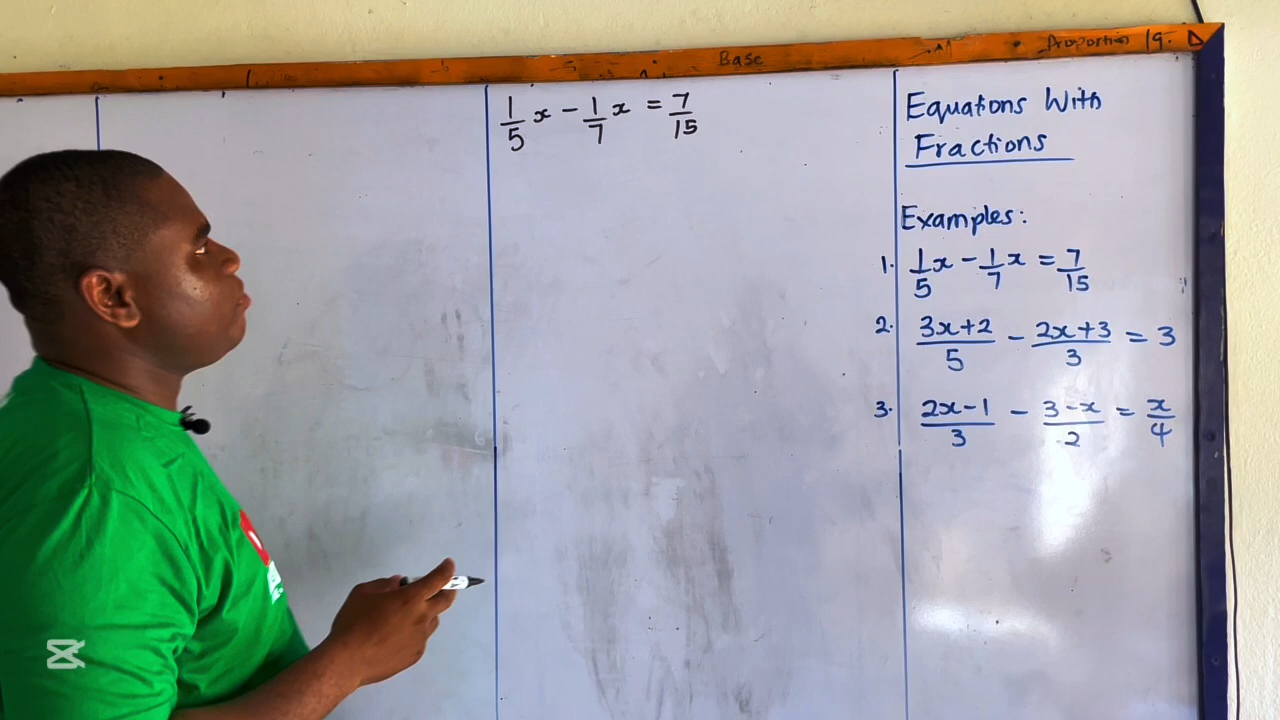 Base
Proportion 19.
1/5 x - 1/7 x = 7/15
Equations With
Fractions
Examples:
1. 1/5 x - 1/7 x = 7/15
2. 3x+2/5 - 2x+3/3 = 3
3. 2x-1/3 - 3-x/2 = x/4